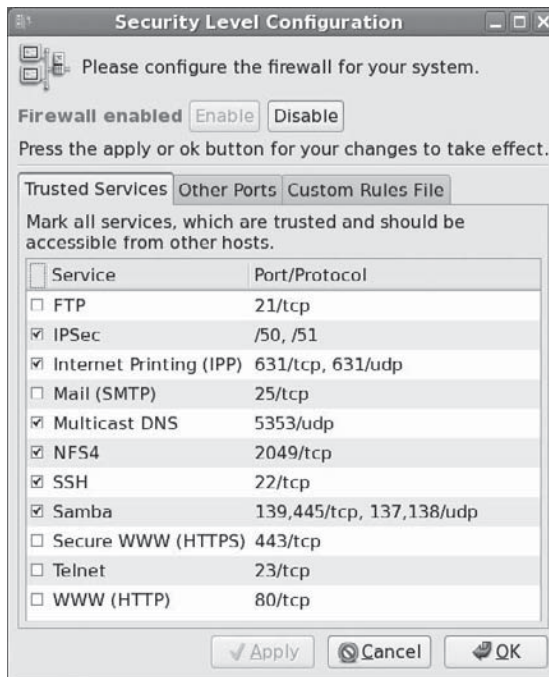 Security Level Configuration
Please configure the firewall for your system.
Firewall enabled Enable Disable
Press the apply or ok button for your changes to take effect.
Trusted Services Other Ports Custom Rules File
Mark all services, which are trusted and should be
accessible from other hosts.
Service Port/Protocol
FTP 21/tcp
IPSec /50, /51
Internet Printing (IPP) 631/tcp, 631/udp
Mail (SMTP) 25/tcp
Multicast DNS 5353/udp
NFS4 2049/tcp
SSH 22/tcp
Samba 139,445/tcp, 137,138/udp
Secure WWW (HTTPS) 443/tcp
Telnet 23/tcp
WWW (HTTP) 80/tcp
Apply Cancel OK